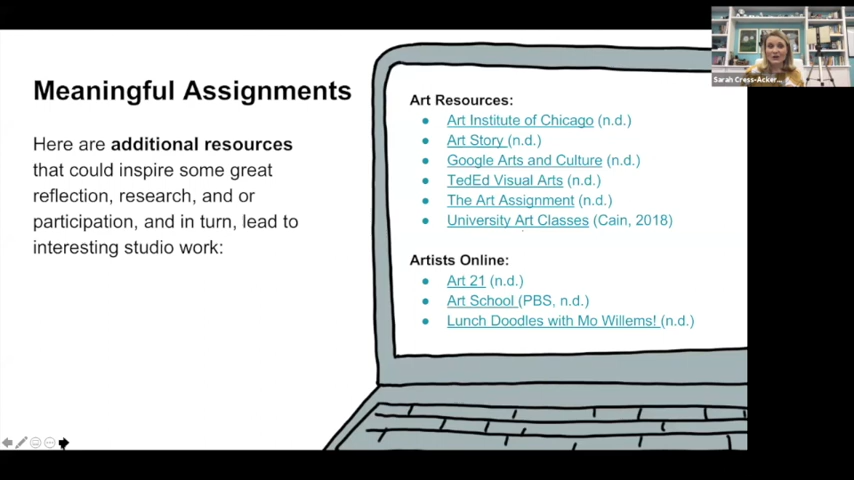 Meaningful Assignments
Here are additional resources
that could inspire some great
reflection, research, and or
participation, and in turn, lead to
interesting studio work:
Art Resources:
● Art Institute of Chicago (n.d.)
● Art Story (n.d.)
● Google Arts and Culture (n.d.)
● TedEd Visual Arts (n.d.)
● The Art Assignment (n.d.)
● University Art Classes (Cain, 2018)
Artists Online:
● Art 21 (n.d.)
● Art School (PBS, n.d.)
● Lunch Doodles with Mo Willems! (n.d.)
Sarah Cress-Acker...